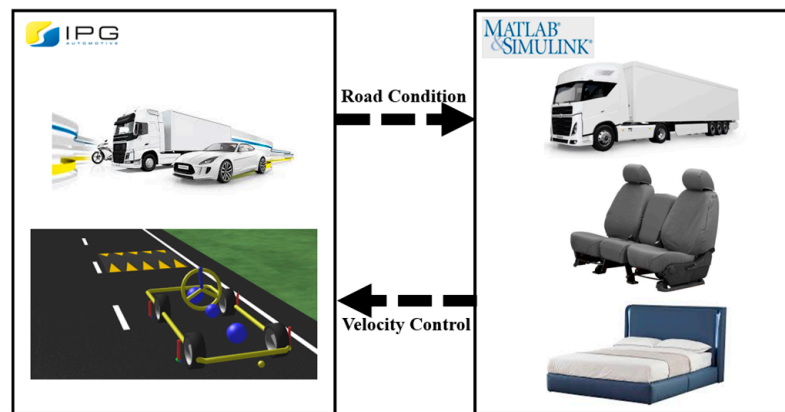 IPG
AUTOMOTIVE
MATLAB®
&SIMULINK®
Road Condition
Velocity Control